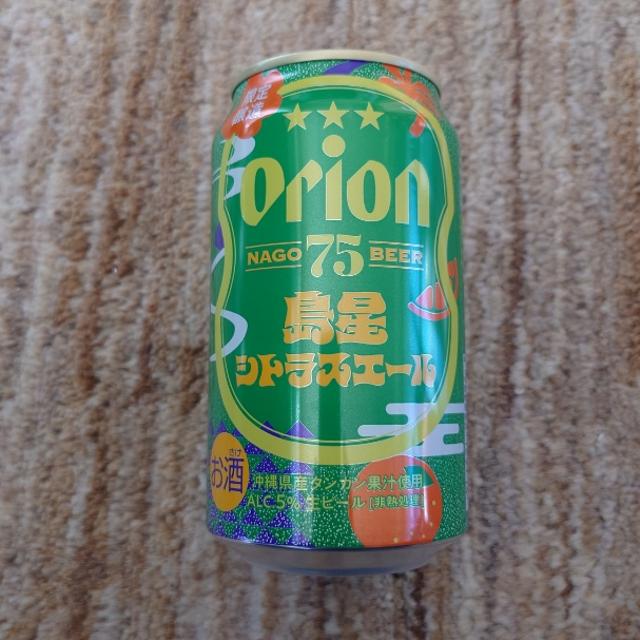 限定
醸造
orion
NAGO 75 BEER
島星
シトラスエール
さけ
お酒
沖縄県産タンカン果汁使用
ALC.5% 生ビール [非熱処理]